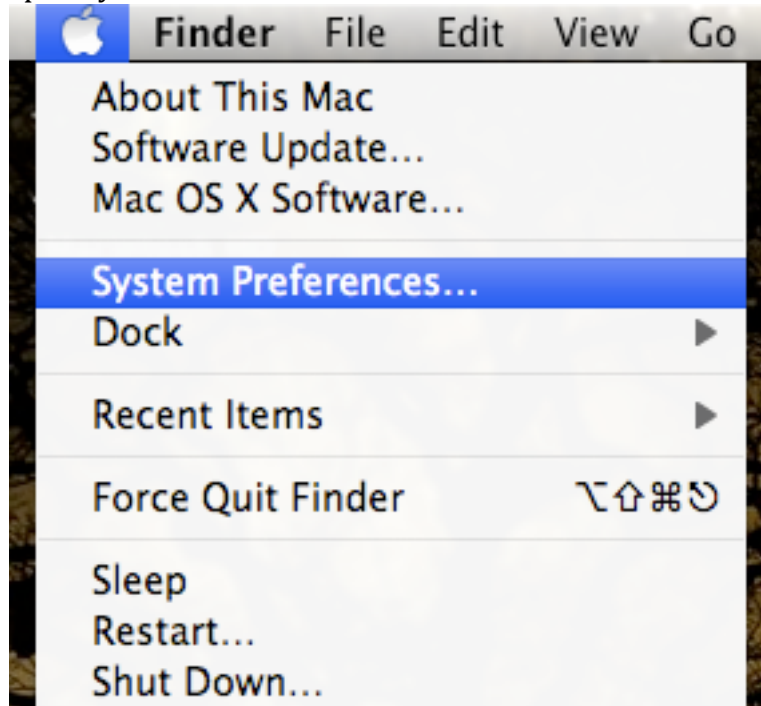 Finder File Edit View Go
About This Mac
Software Update...
Mac OS X Software...
System Preferences...
Dock
Recent Items
Force Quit Finder ⌥⇧⌘⎋
Sleep
Restart...
Shut Down...